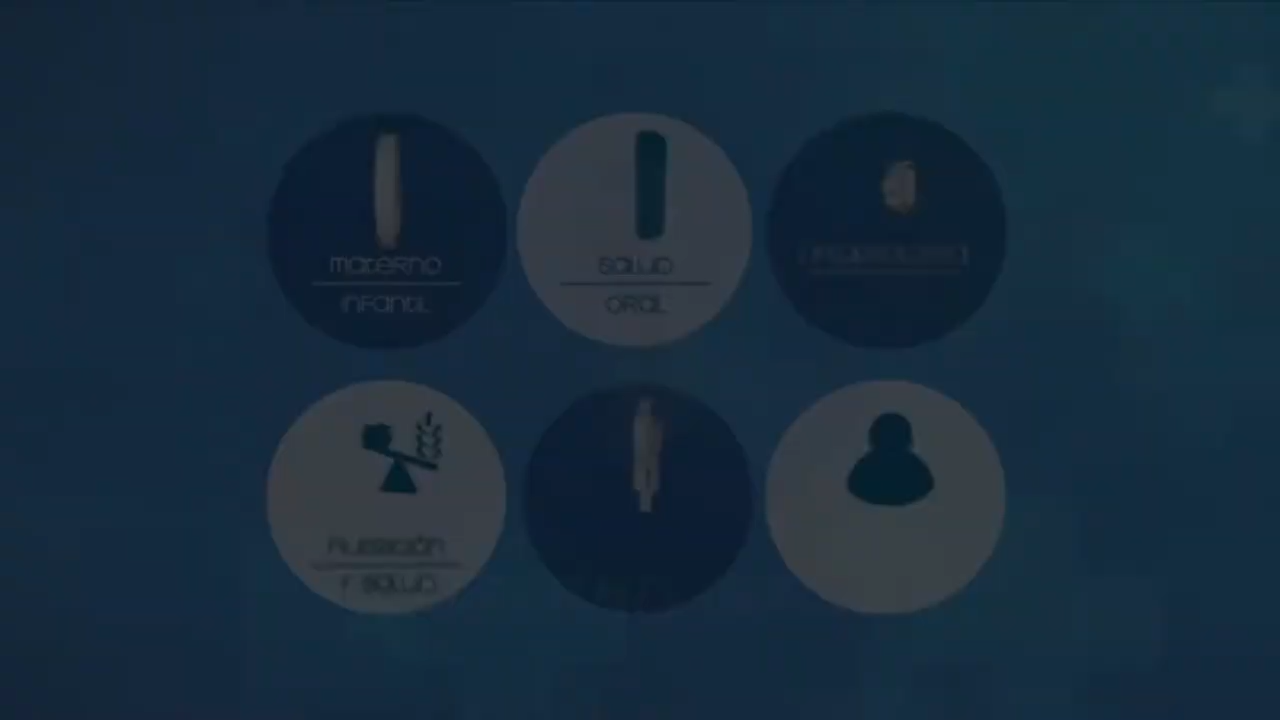 materno
infantil
salud
oral
nutrición
y salud